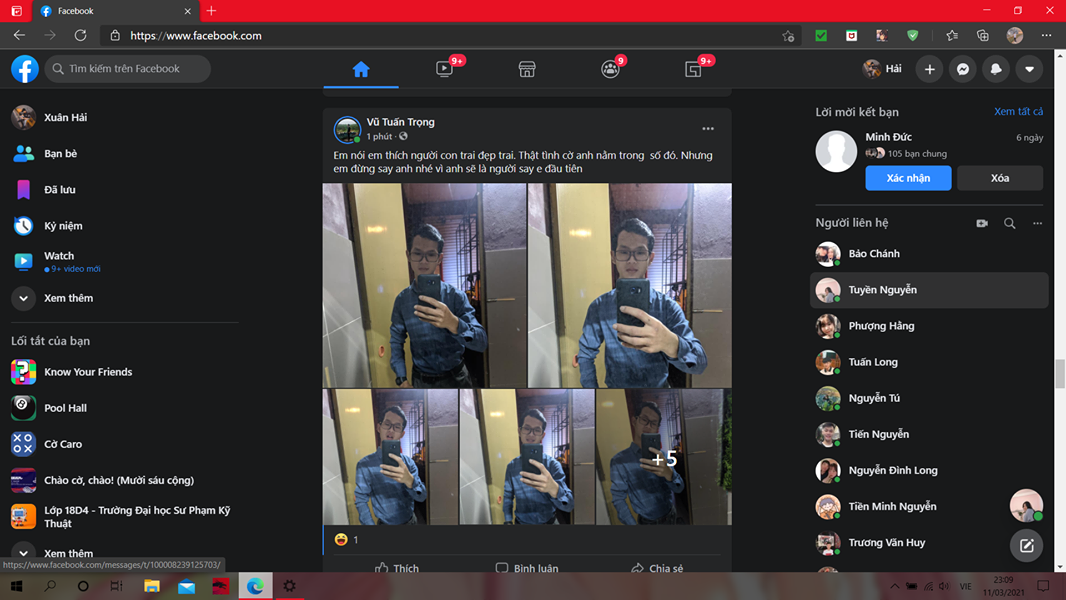 Facebook
https://www.facebook.com
Tìm kiếm trên Facebook
9+
9
9+
Hải
Xuân Hải
Bạn bè
Đã lưu
Kỷ niệm
Watch
9+ video mới
Xem thêm
Lối tắt của bạn
Know Your Friends
Pool Hall
Cờ Caro
Chào cờ, chào! (Mười sáu cộng)
Lớp 18D4 - Trường Đại học Sư Phạm Kỹ
Thuật
Xem thêm
https://www.facebook.com/messages/t/100008239125703/
Vũ Tuấn Trọng
1 phút ·
Em nói em thích người con trai đẹp trai. Thật tình cờ anh nằm trong số đó. Nhưng
em đừng say anh nhé vì anh sẽ là người say e đầu tiên
+5
1
Thích
Bình luận
Chia sẻ
Lời mời kết bạn
Xem tất cả
Minh Đức
6 ngày
105 bạn chung
Xác nhận
Xóa
Người liên hệ
Bảo Chánh
Tuyền Nguyễn
Phượng Hằng
Tuấn Long
Nguyễn Tú
Tiến Nguyễn
Nguyễn Đình Long
Tiền Minh Nguyễn
Trương Văn Huy
VIE
23:09
11/03/2021